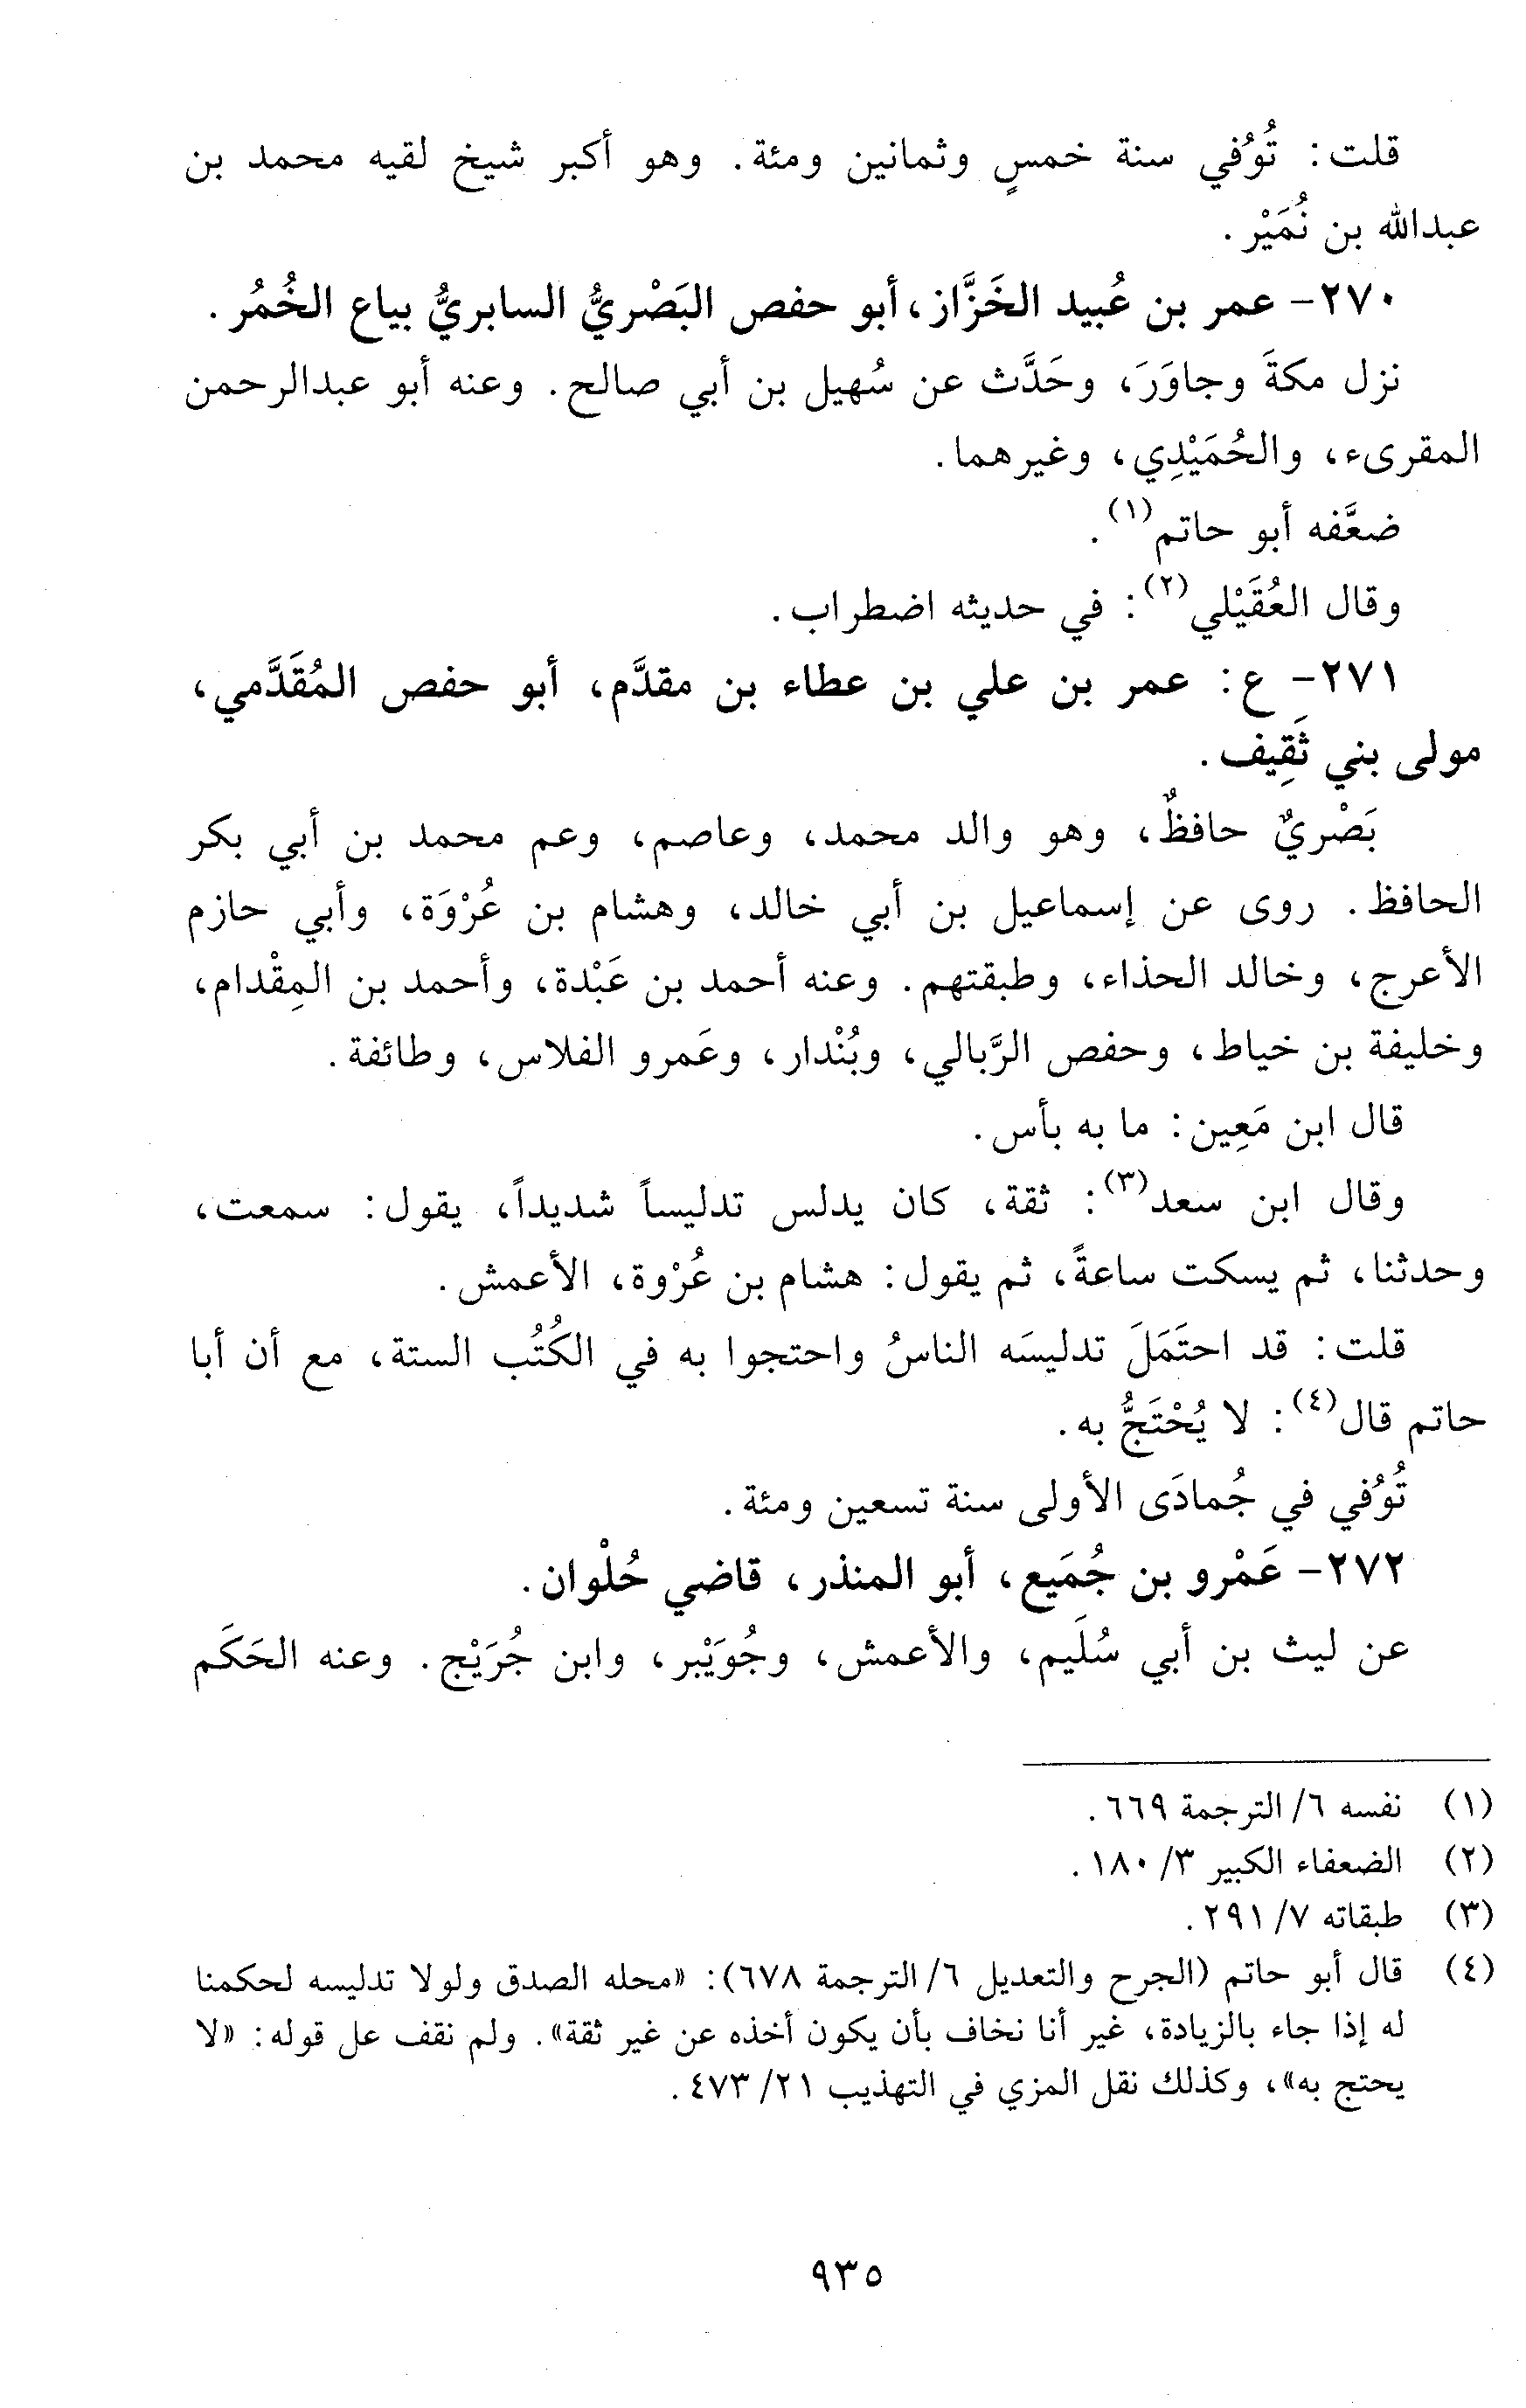 قلت: تُوُفي سنة خمسٍ وثمانين ومئة. وهو أكبر شيخ لقيه محمد بن
عبدالله بن نُمَيْر.
٢٧٠- عمر بن عُبيد الخَزَّاز، أبو حفص البَصْريُّ السابريُّ بياع الخُمُر.
نزل مكةَ وجاوَرَ، وحَدَّث عن سُهيل بن أبي صالح. وعنه أبو عبدالرحمن
المقرىء، والحُمَيْدِي، وغيرهما.
ضعَّفه أبو حاتم(١).
وقال العُقَيْلي(٢): في حديثه اضطراب.
٢٧١- ع: عمر بن علي بن عطاء بن مقدَّم، أبو حفص المُقَدَّمي،
مولى بني ثَقِيف.
بَصْريٌ حافظٌ، وهو والد محمد، وعاصم، وعم محمد بن أبي بكر
الحافظ. روى عن إسماعيل بن أبي خالد، وهشام بن عُرْوَة، وأبي حازم
الأعرج، وخالد الحذاء، وطبقتهم. وعنه أحمد بن عَبْدة، وأحمد بن المِقْدام،
وخليفة بن خياط، وحفص الرَّبالي، وبُنْدار، وعَمرو الفلاس، وطائفة.
قال ابن مَعِين: ما به بأس.
وقال ابن سعد(٣): ثقة، كان يدلس تدليساً شديداً، يقول: سمعت،
وحدثنا، ثم يسكت ساعةً، ثم يقول: هشام بن عُرْوة، الأعمش.
قلت: قد احتَمَلَ تدليسَه الناسُ واحتجوا به في الكُتُب الستة، مع أن أبا
حاتم قال(٤): لا يُحْتَجُّ به.
تُوُفي في جُمادَى الأولى سنة تسعين ومئة.
٢٧٢- عَمْرو بن جُمَيع، أبو المنذر، قاضي حُلْوان.
عن ليث بن أبي سُلَيم، والأعمش، وجُوَيْبر، وابن جُرَيْج. وعنه الحَكَم
(١) نفسه ٦/ الترجمة ٦٦٩.
(٢) الضعفاء الكبير ٣/ ١٨٠.
(٣) طبقاته ٧/ ٢٩١.
(٤) قال أبو حاتم (الجرح والتعديل ٦/ الترجمة ٦٧٨): «محله الصدق ولولا تدليسه لحكمنا
له إذا جاء بالزيادة، غير أنا نخاف بأن يكون أخذه عن غير ثقة». ولم نقف عل قوله: «لا
يحتج به»، وكذلك نقل المزي في التهذيب ٢١/ ٤٧٣.
٩٣٥